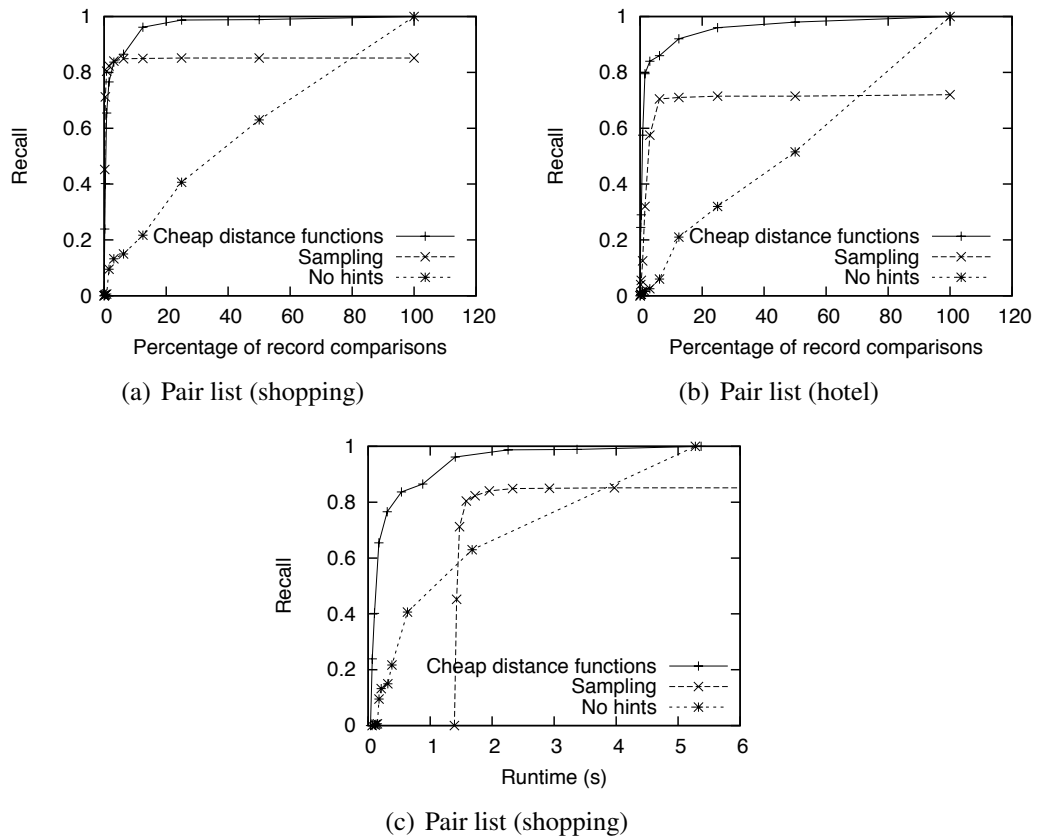 1
0.8
0.6
0.4
0.2
0
Recall
Cheap distance functions
Sampling
No hints
0 20 40 60 80 100 120
Percentage of record comparisons
(a) Pair list (shopping)
1
0.8
0.6
0.4
0.2
0
Recall
Cheap distance functions
Sampling
No hints
0 20 40 60 80 100 120
Percentage of record comparisons
(b) Pair list (hotel)
1
0.8
0.6
0.4
0.2
0
Recall
Cheap distance functions
Sampling
No hints
0 1 2 3 4 5 6
Runtime (s)
(c) Pair list (shopping)